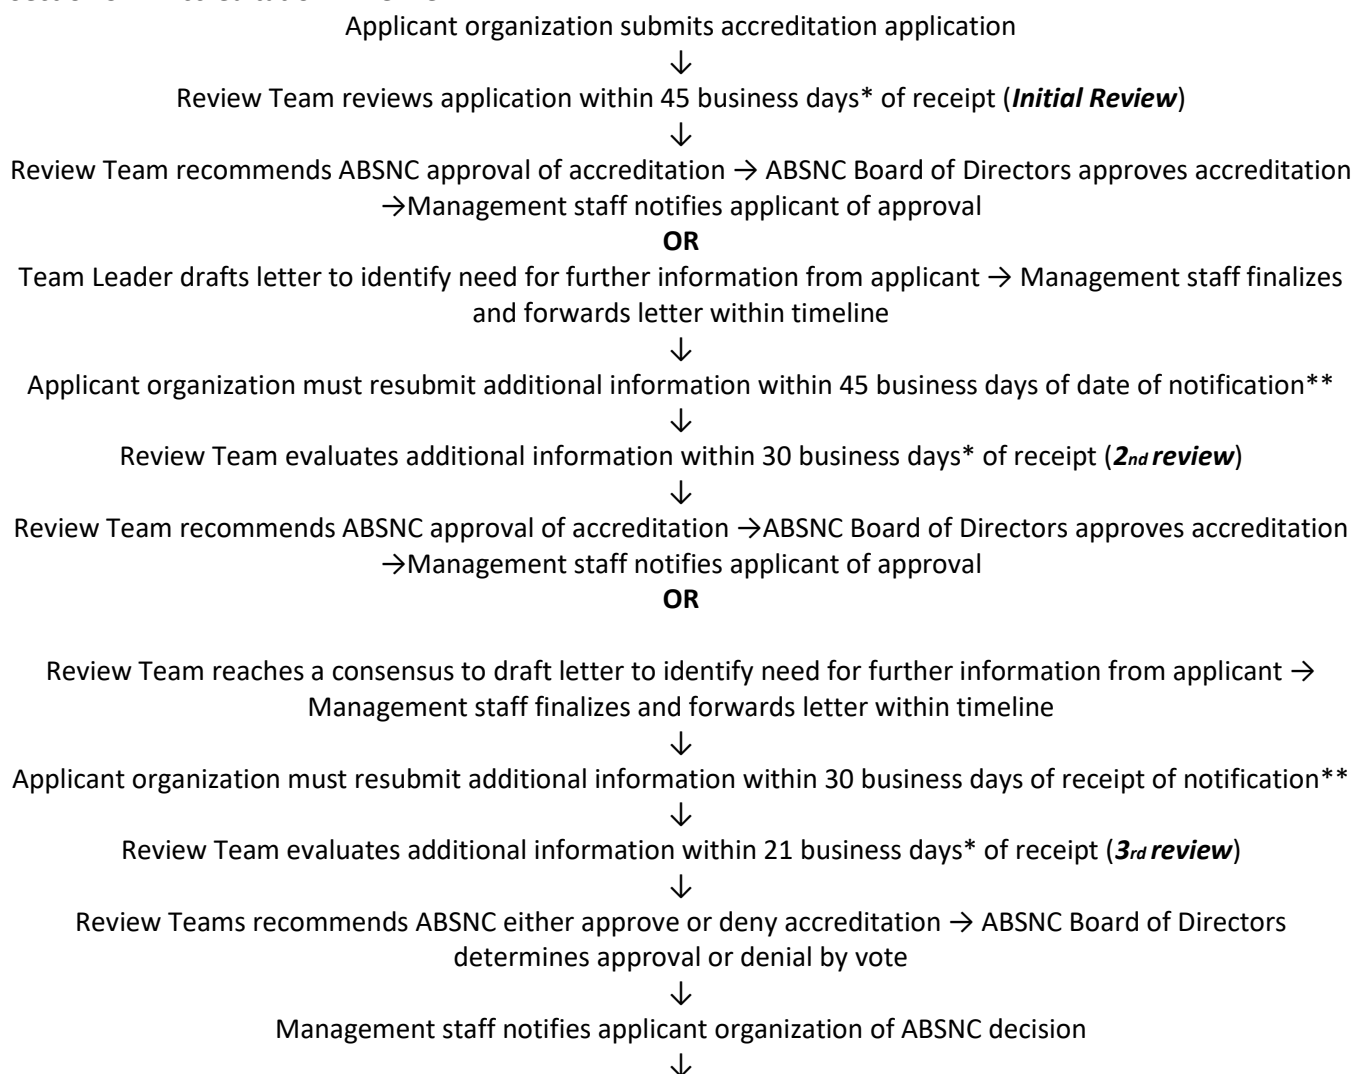 Applicant organization submits accreditation application
↓
Review Team reviews application within 45 business days* of receipt (Initial Review)
↓
Review Team recommends ABSNC approval of accreditation → ABSNC Board of Directors approves accreditation
→Management staff notifies applicant of approval
OR
Team Leader drafts letter to identify need for further information from applicant → Management staff finalizes
and forwards letter within timeline
↓
Applicant organization must resubmit additional information within 45 business days of date of notification**
↓
Review Team evaluates additional information within 30 business days* of receipt (2nd review)
↓
Review Team recommends ABSNC approval of accreditation →ABSNC Board of Directors approves accreditation
→Management staff notifies applicant of approval
OR
Review Team reaches a consensus to draft letter to identify need for further information from applicant →
Management staff finalizes and forwards letter within timeline
↓
Applicant organization must resubmit additional information within 30 business days of receipt of notification**
↓
Review Team evaluates additional information within 21 business days* of receipt (3rd review)
↓
Review Teams recommends ABSNC either approve or deny accreditation → ABSNC Board of Directors
determines approval or denial by vote
↓
Management staff notifies applicant organization of ABSNC decision
↓